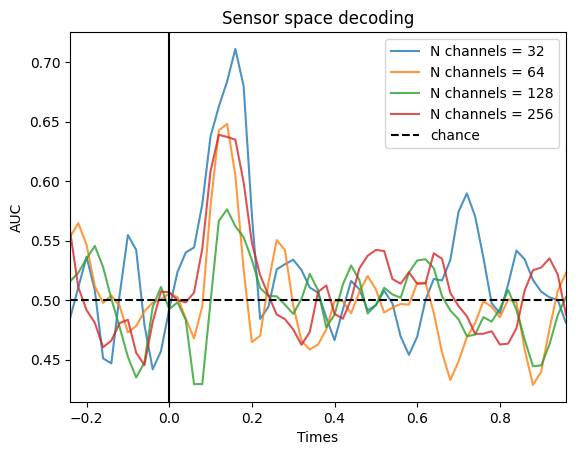 Sensor space decoding
N channels = 32
N channels = 64
N channels = 128
N channels = 256
chance
AUC
0.70
0.65
0.60
0.55
0.50
0.45
−0.2
0.0
0.2
0.4
0.6
0.8
Times